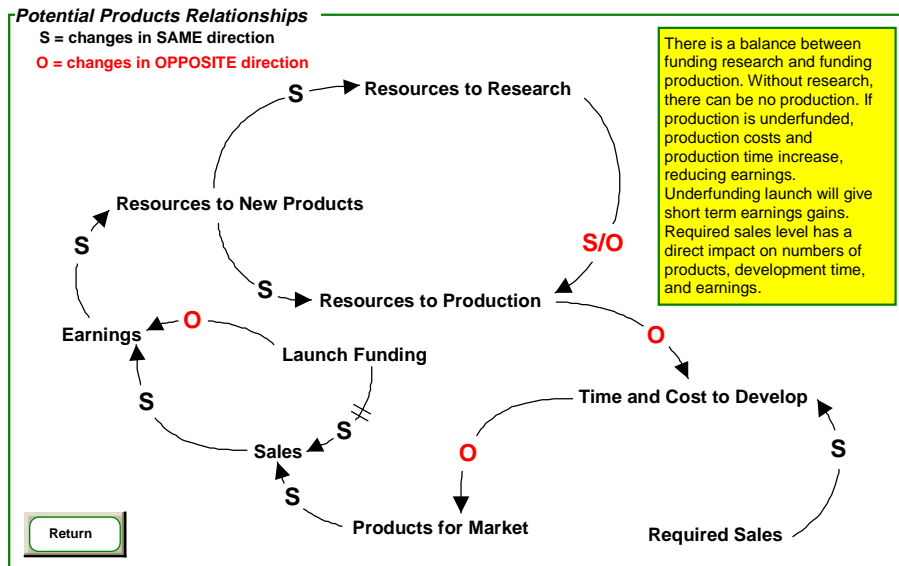 Potential Products Relationships
S = changes in SAME direction
O = changes in OPPOSITE direction
There is a balance between
funding research and funding
production. Without research,
there can be no production. If
production is underfunded,
production costs and
production time increase,
reducing earnings.
Underfunding launch will give
short term earnings gains.
Required sales level has a
direct impact on numbers of
products, development time,
and earnings.
S
Resources to Research
Resources to New Products
S
S/O
S
Resources to Production
O
Earnings
O
Launch Funding
Time and Cost to Develop
S
S
Sales
O
S
S
Products for Market
Required Sales
Return